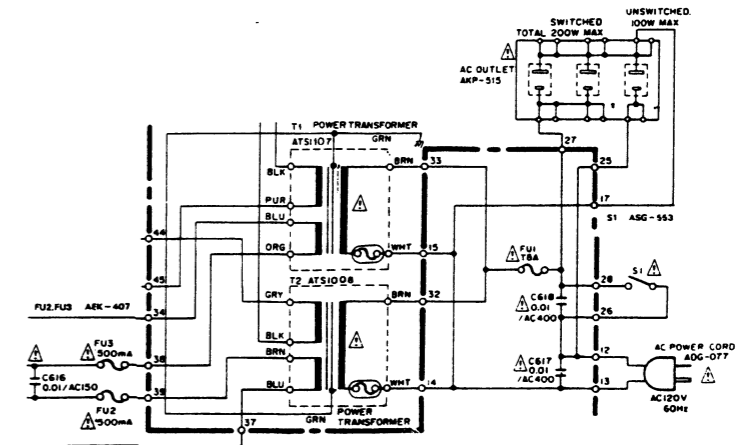 SWITCHED
UNSWITCHED.
TOTAL 200W MAX
100W MAX
AC OUTLET
AKP-515
T1 POWER TRANSFORMER
ATS1107
GRN
27
BRN
33
25
BLK
PUR
17
S1 ASG-553
BLU
44
ORG
WHT
15
FU1
T8A
S1
45
T2 ATS1008
28
GRY
BRN
32
C618
0.01
/AC400
FU2,FU3 AEK-407
34
26
BLK
FU3
500mA
BRN
38
12
AC POWER CORD
ADG-077
C617
0.01
/AC400
C616
0.01/AC150
BLU
WHT
14
13
39
FU2
500mA
AC120V
60Hz
37
GRN
POWER
TRANSFORMER